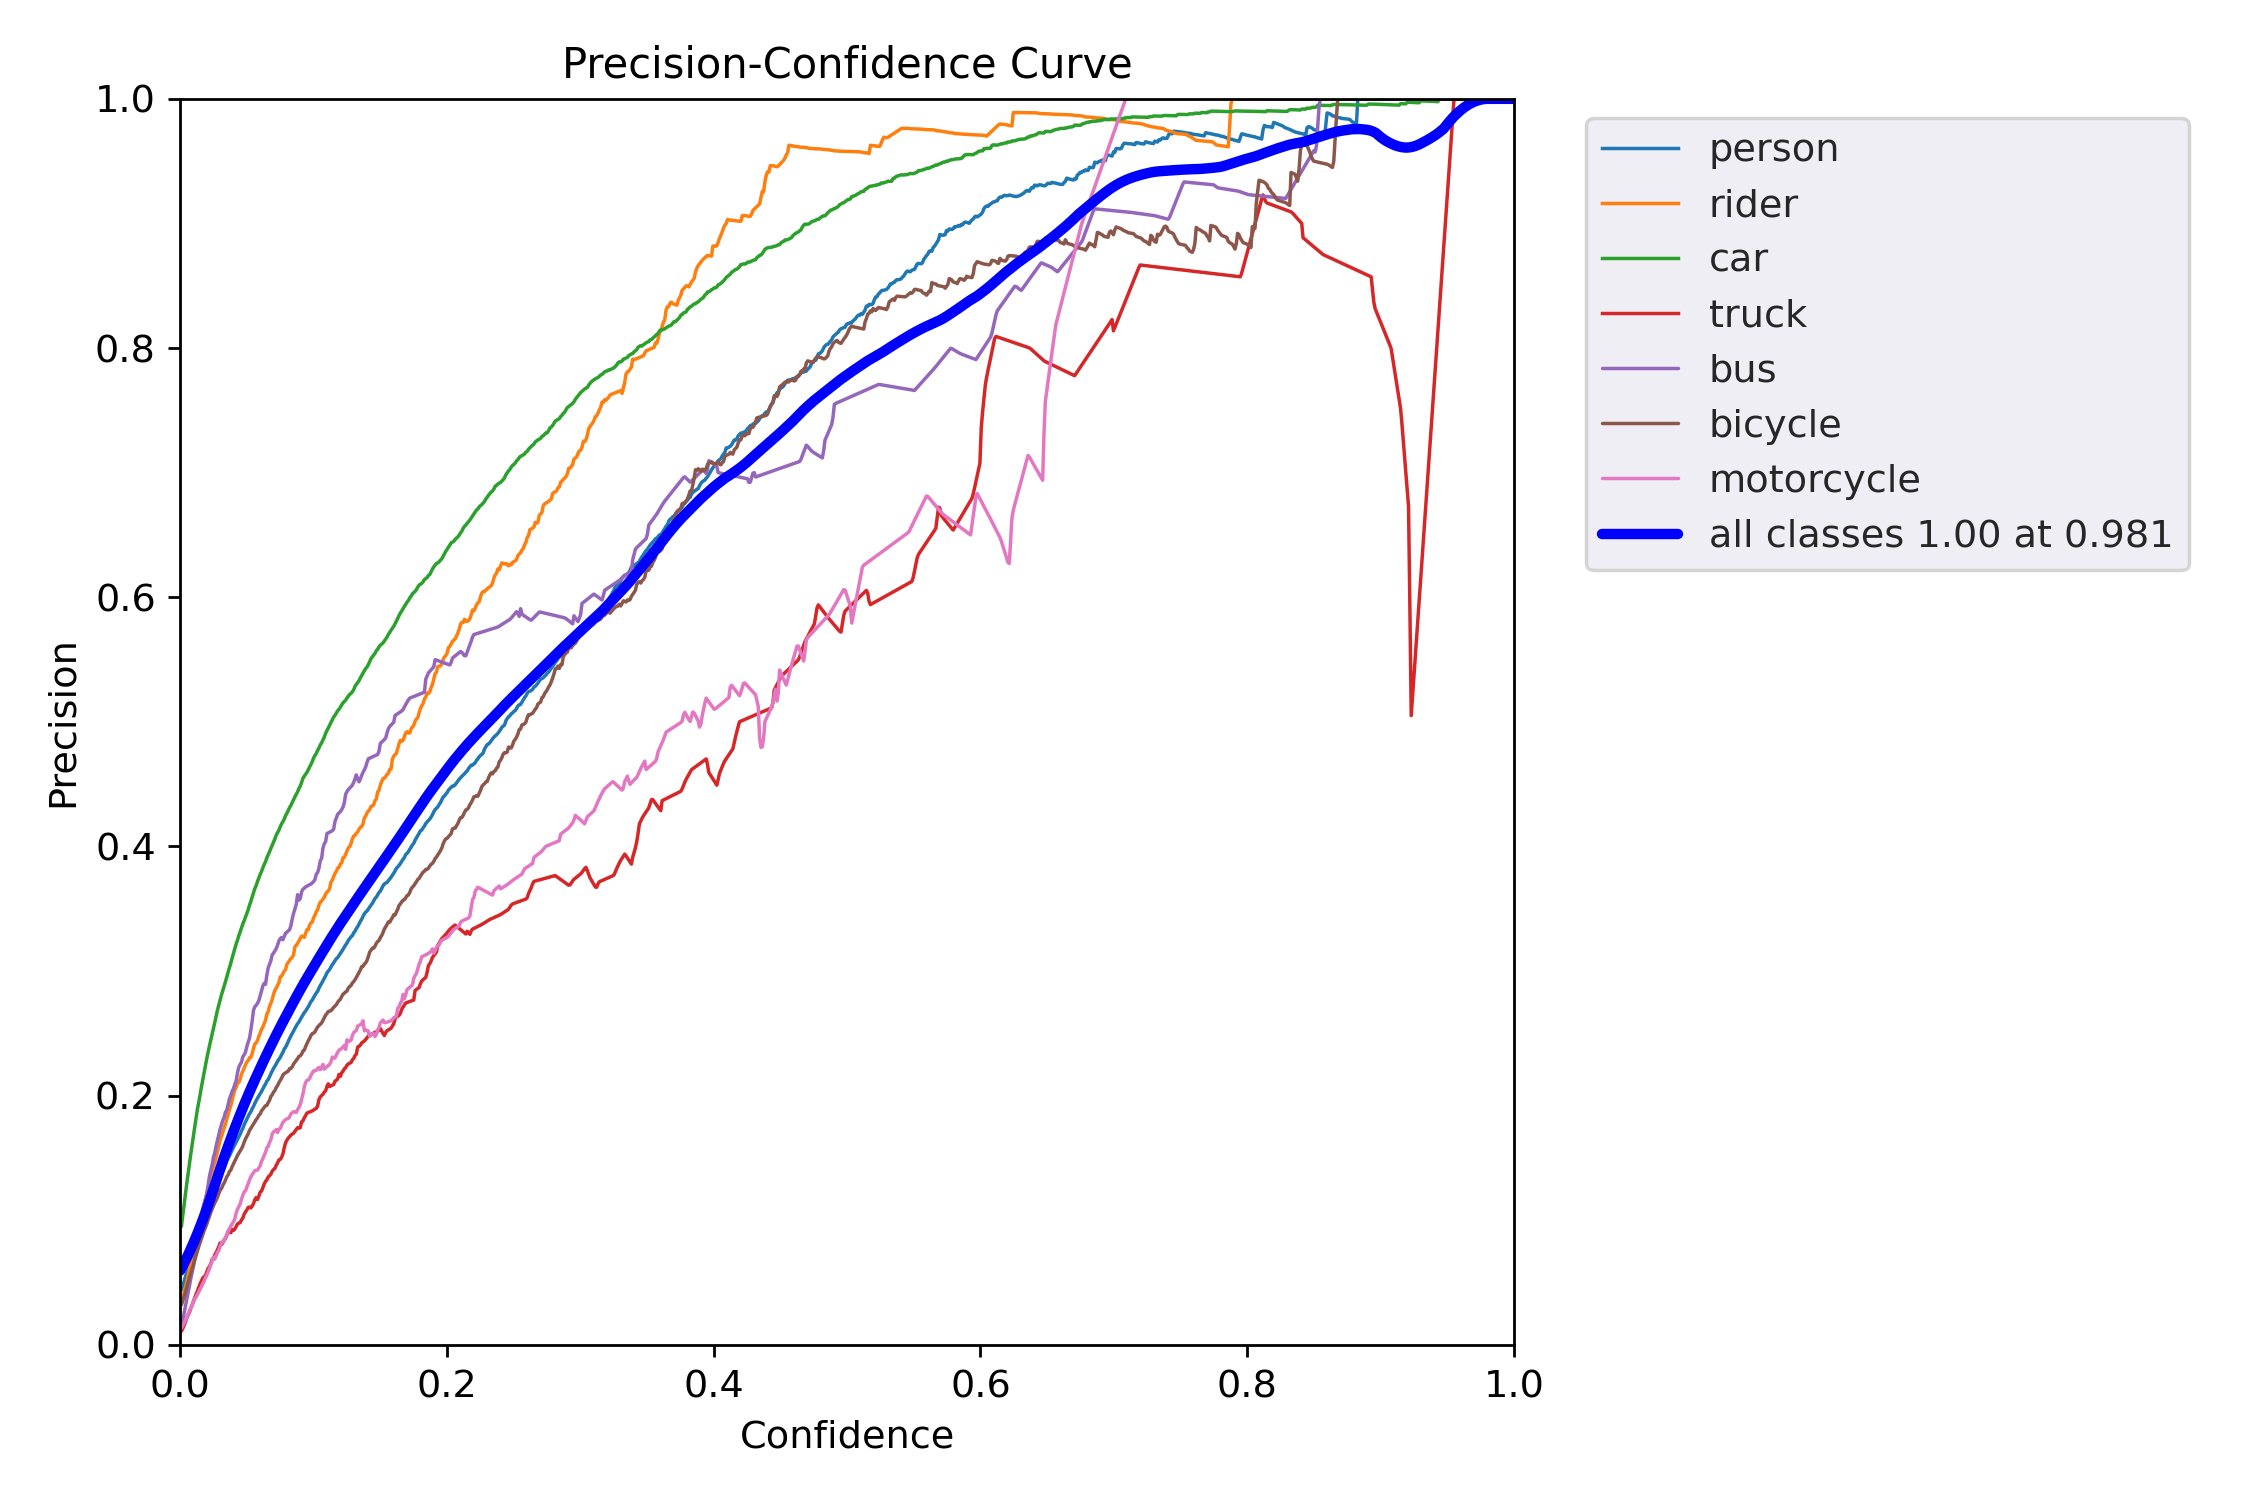 Precision-Confidence Curve
1.0
0.8
0.6
0.4
0.2
0.0
Precision
0.0 0.2 0.4 0.6 0.8 1.0
Confidence
person
rider
car
truck
bus
bicycle
motorcycle
all classes 1.00 at 0.981